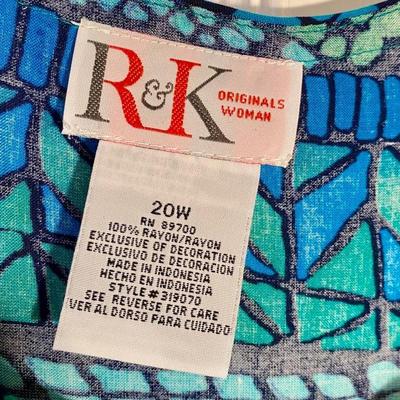 R&K
ORIGINALS
WOMAN
20W
RN 89700
100% RAYON/RAYON
EXCLUSIVE OF DECORATION
EXCLUSIVO DE DECORACION
MADE IN INDONESIA
HECHO EN INDONESIA
STYLE#319070
SEE REVERSE FOR CARE
VER AL DORSO PARA CUIDADO